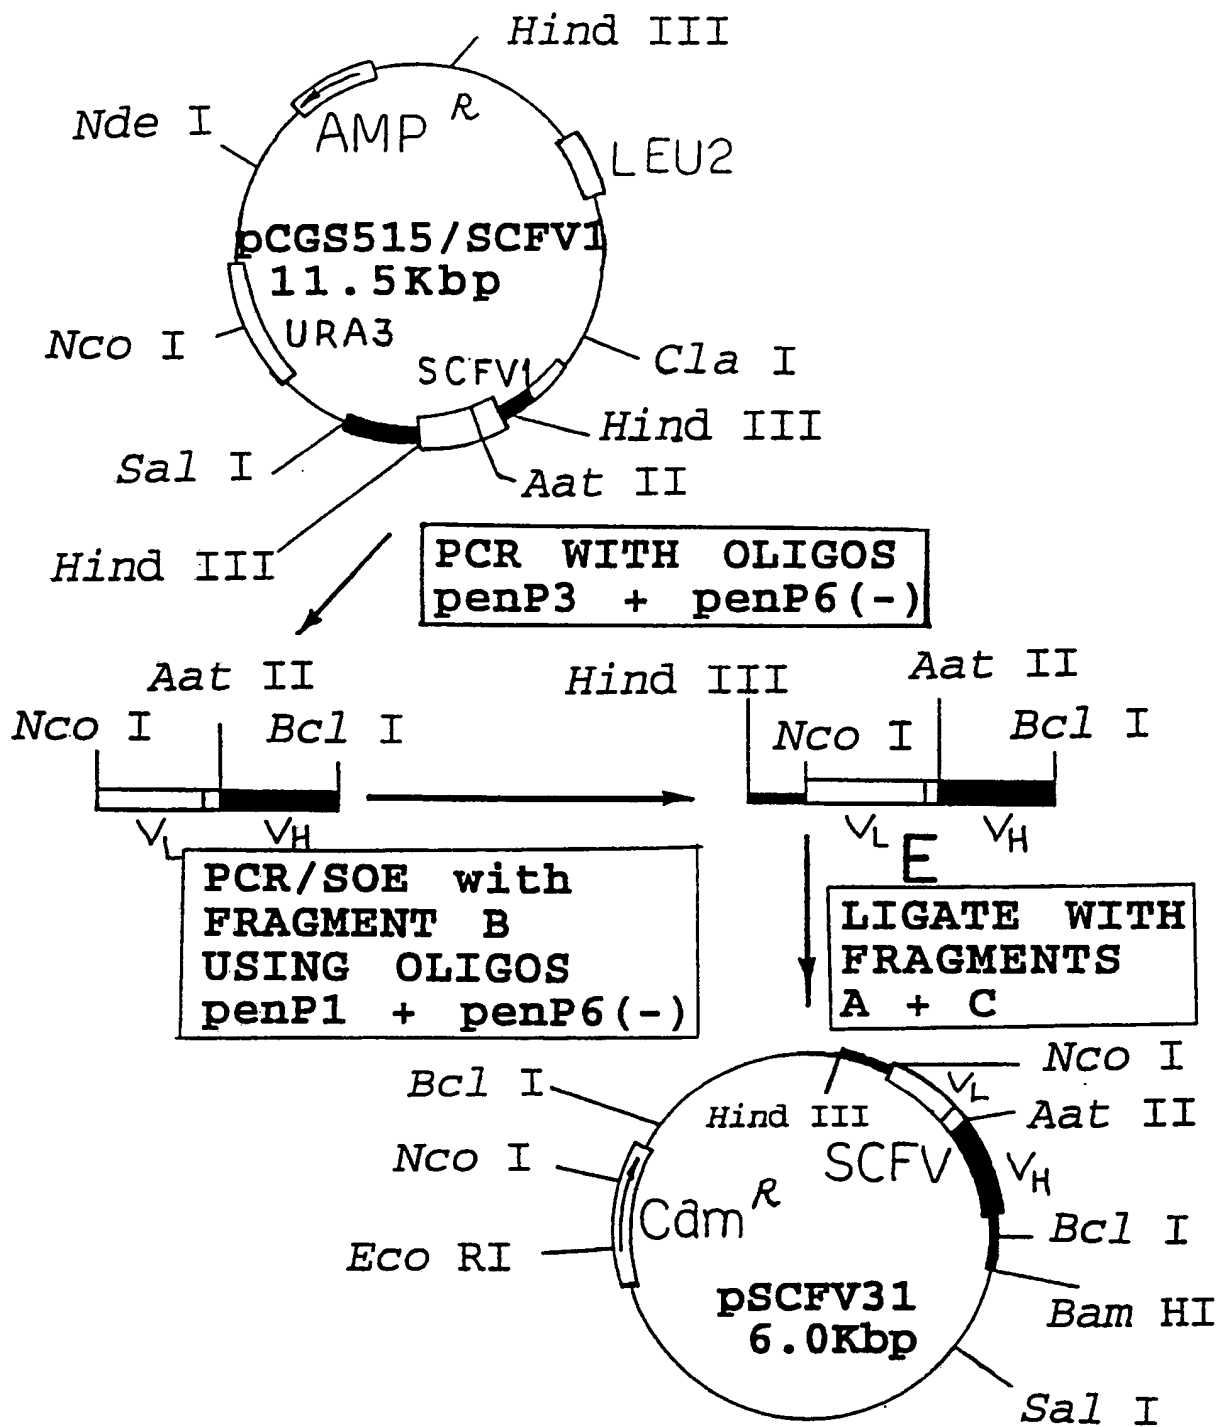 Hind III
AMP R
Nde I
LEU2
pCGS515/SCFV1
11.5Kbp
URA3
Nco I
SCFV1
Cla I
Hind III
Sal I
Aat II
Hind III
PCR WITH OLIGOS
penP3 + penP6(-)
Aat II
Nco I
Bcl I
VL
VH
Hind III
Aat II
Nco I
Bcl I
VL
VH
E
PCR/SOE with
FRAGMENT B
USING OLIGOS
penP1 + penP6(-)
LIGATE WITH
FRAGMENTS
A + C
Bcl I
Nco I
Eco RI
Cam R
Hind III
SCFV
VL
VH
Nco I
Aat II
Bcl I
Bam HI
Sal I
pSCFV31
6.0Kbp